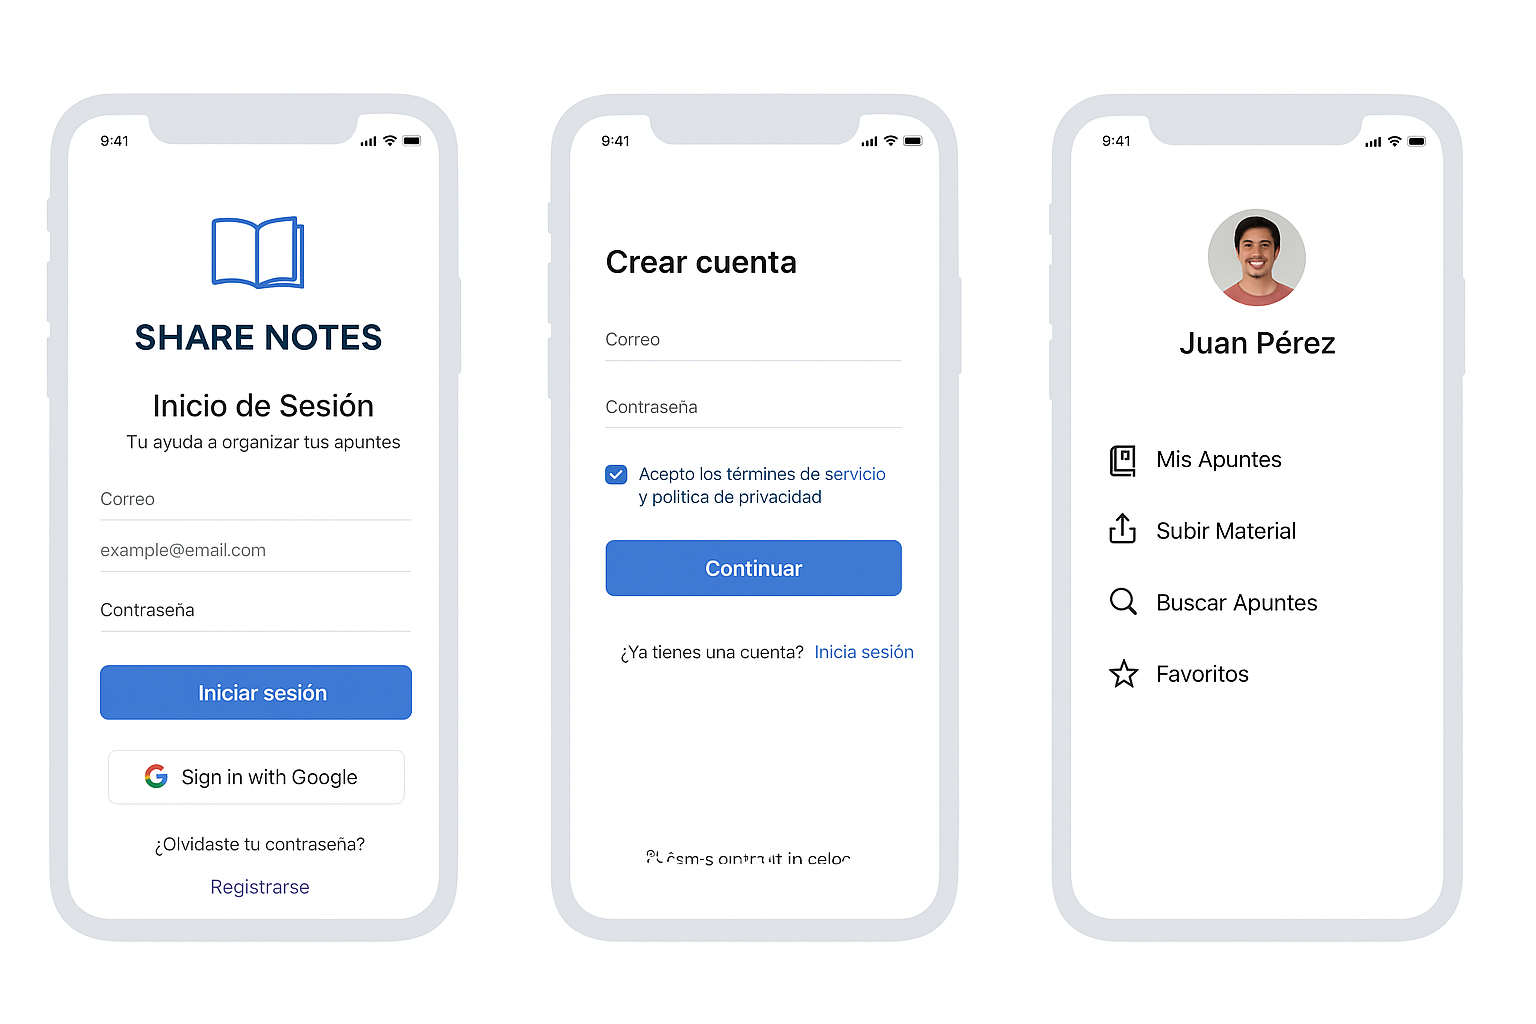 9:41
SHARE NOTES
Inicio de Sesión
Tu ayuda a organizar tus apuntes
Correo
example@email.com
Contraseña
Iniciar sesión
Sign in with Google
¿Olvidaste tu contraseña?
Registrarse
9:41
Crear cuenta
Correo
Contraseña
Acepto los términes de servicio
y politica de privacidad
Continuar
¿Ya tienes una cuenta? Inicia sesión
9:41
Juan Pérez
Mis Apuntes
Subir Material
Buscar Apuntes
Favoritos